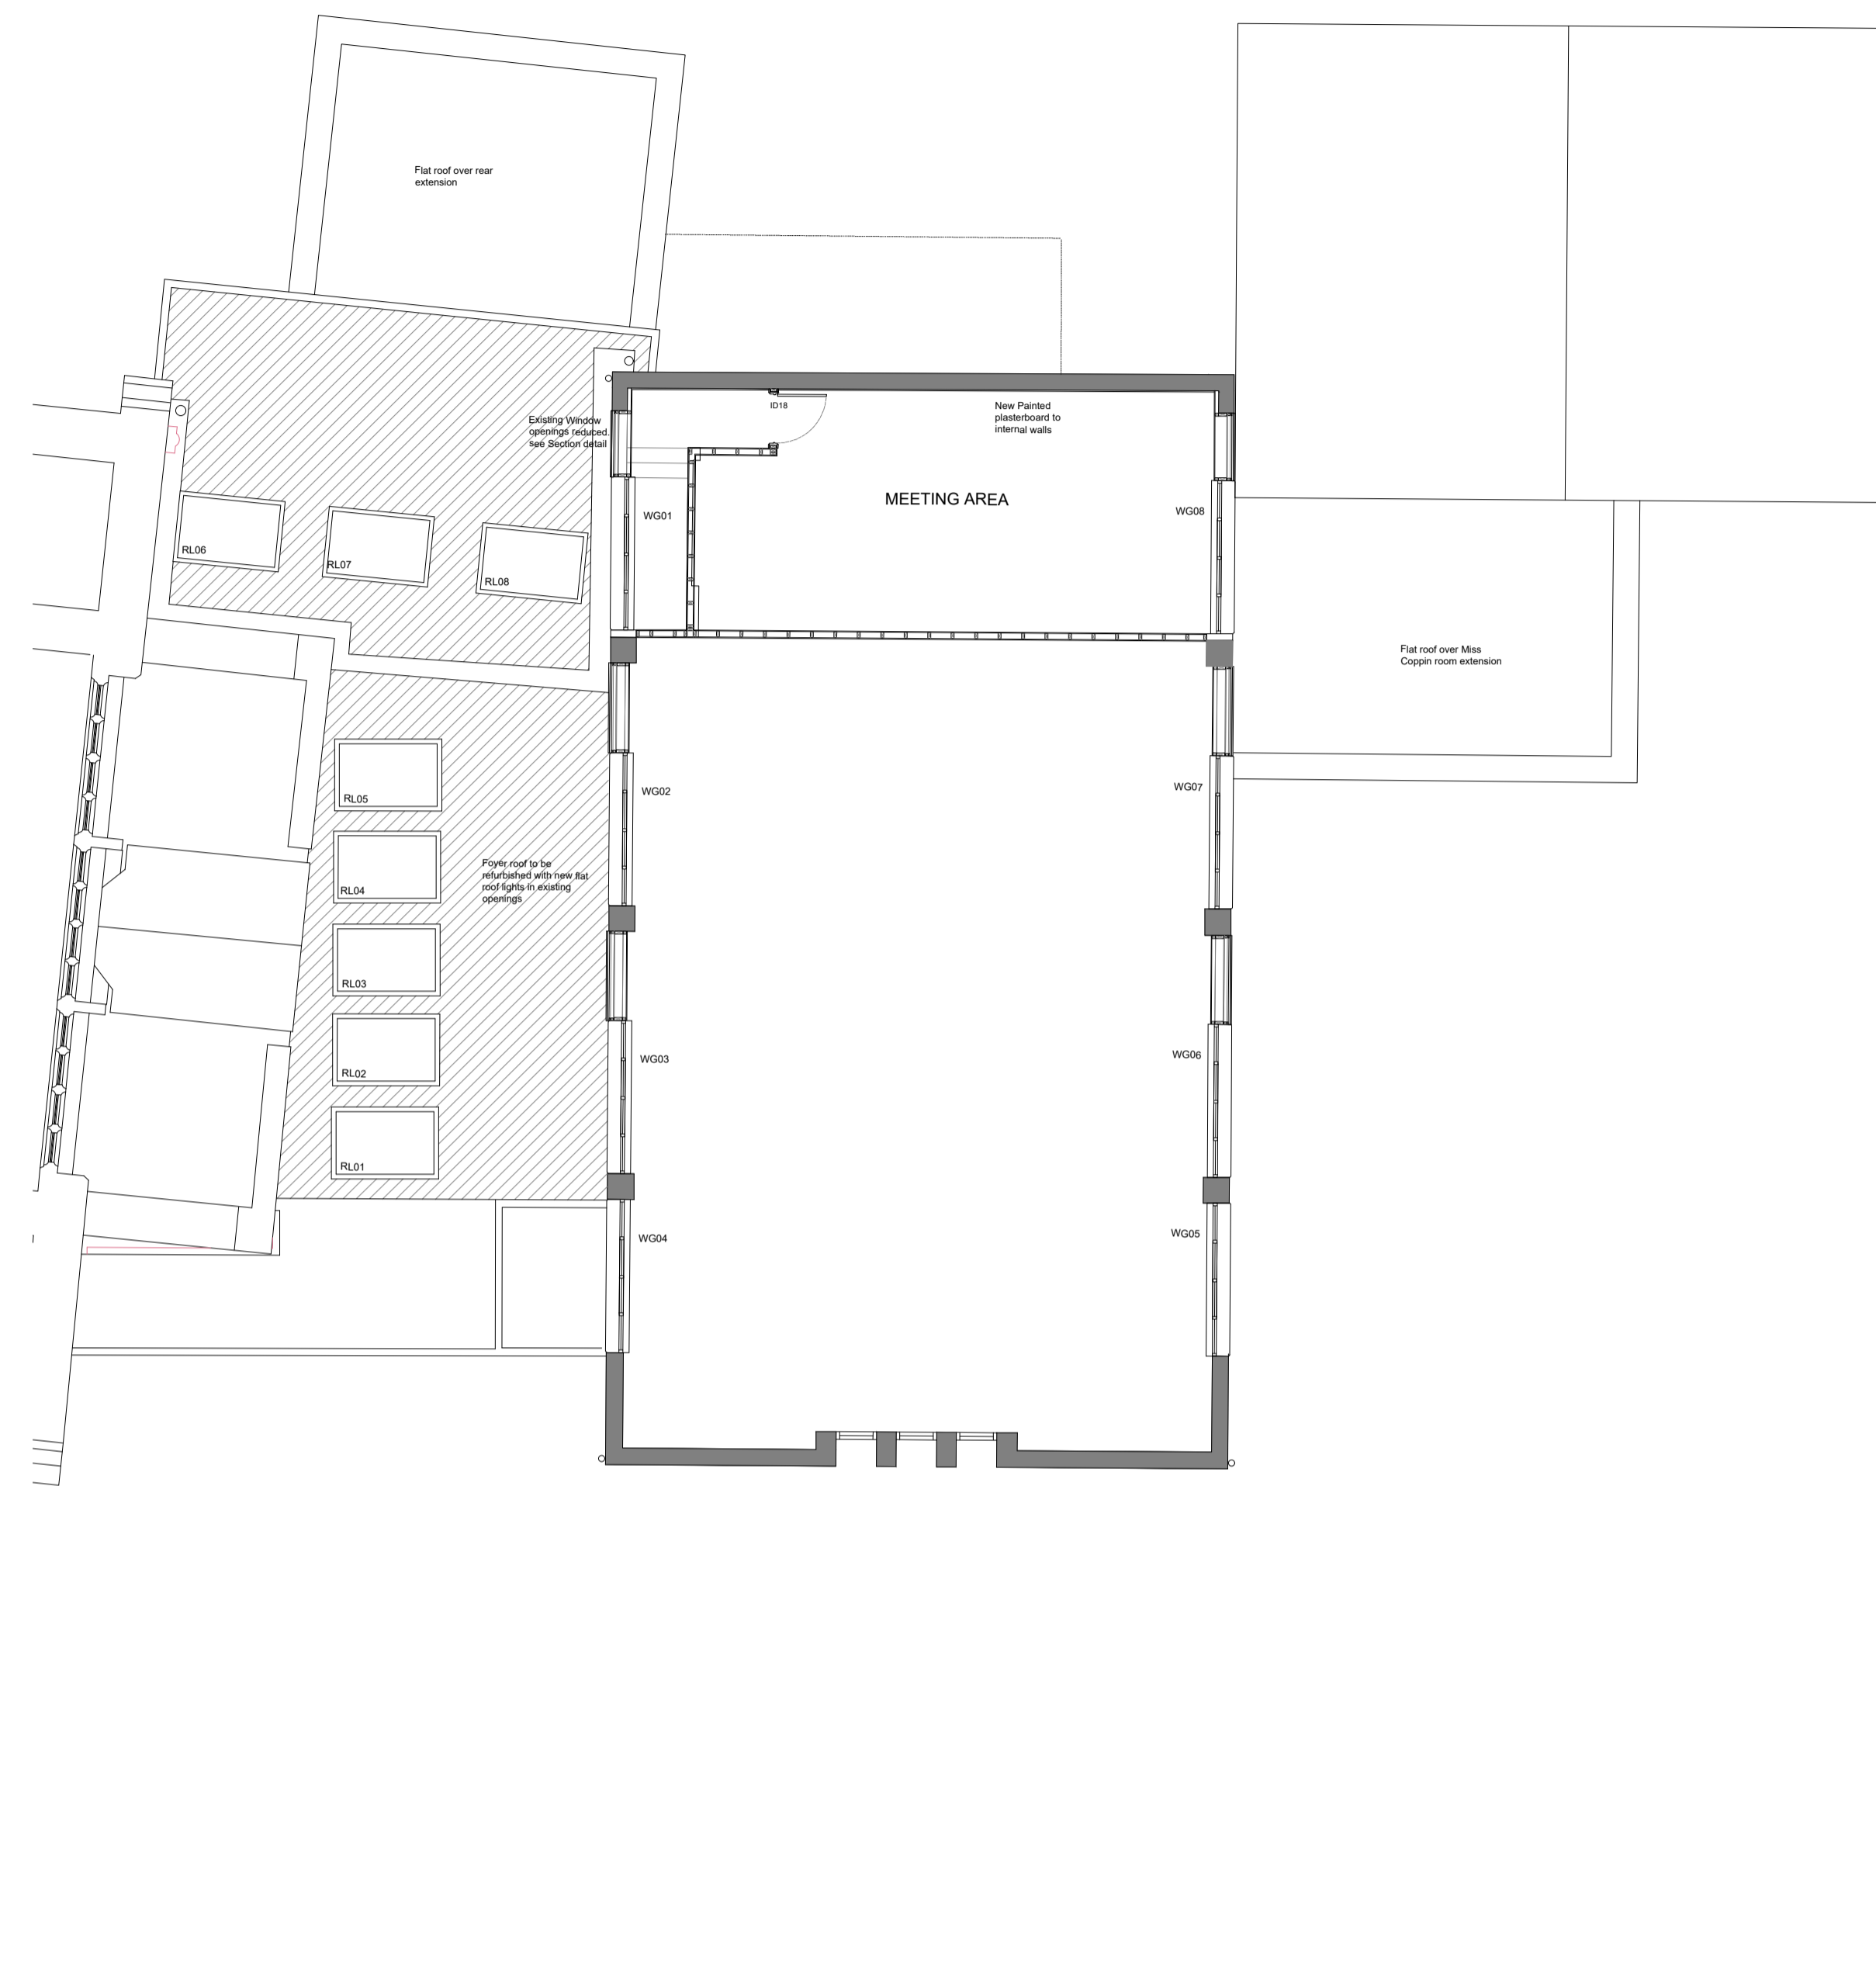 Flat roof over rear
extension
ID18
New Painted
plasterboard to
internal walls
Existing Window
openings reduced.
see Section detail
MEETING AREA
WG01
WG08
RL06
RL07
RL08
Flat roof over Miss
Coppin room extension
WG02
WG07
RL05
Foyer roof to be
refurbished with new flat
roof lights in existing
openings
RL04
RL03
WG03
WG06
RL02
RL01
WG04
WG05